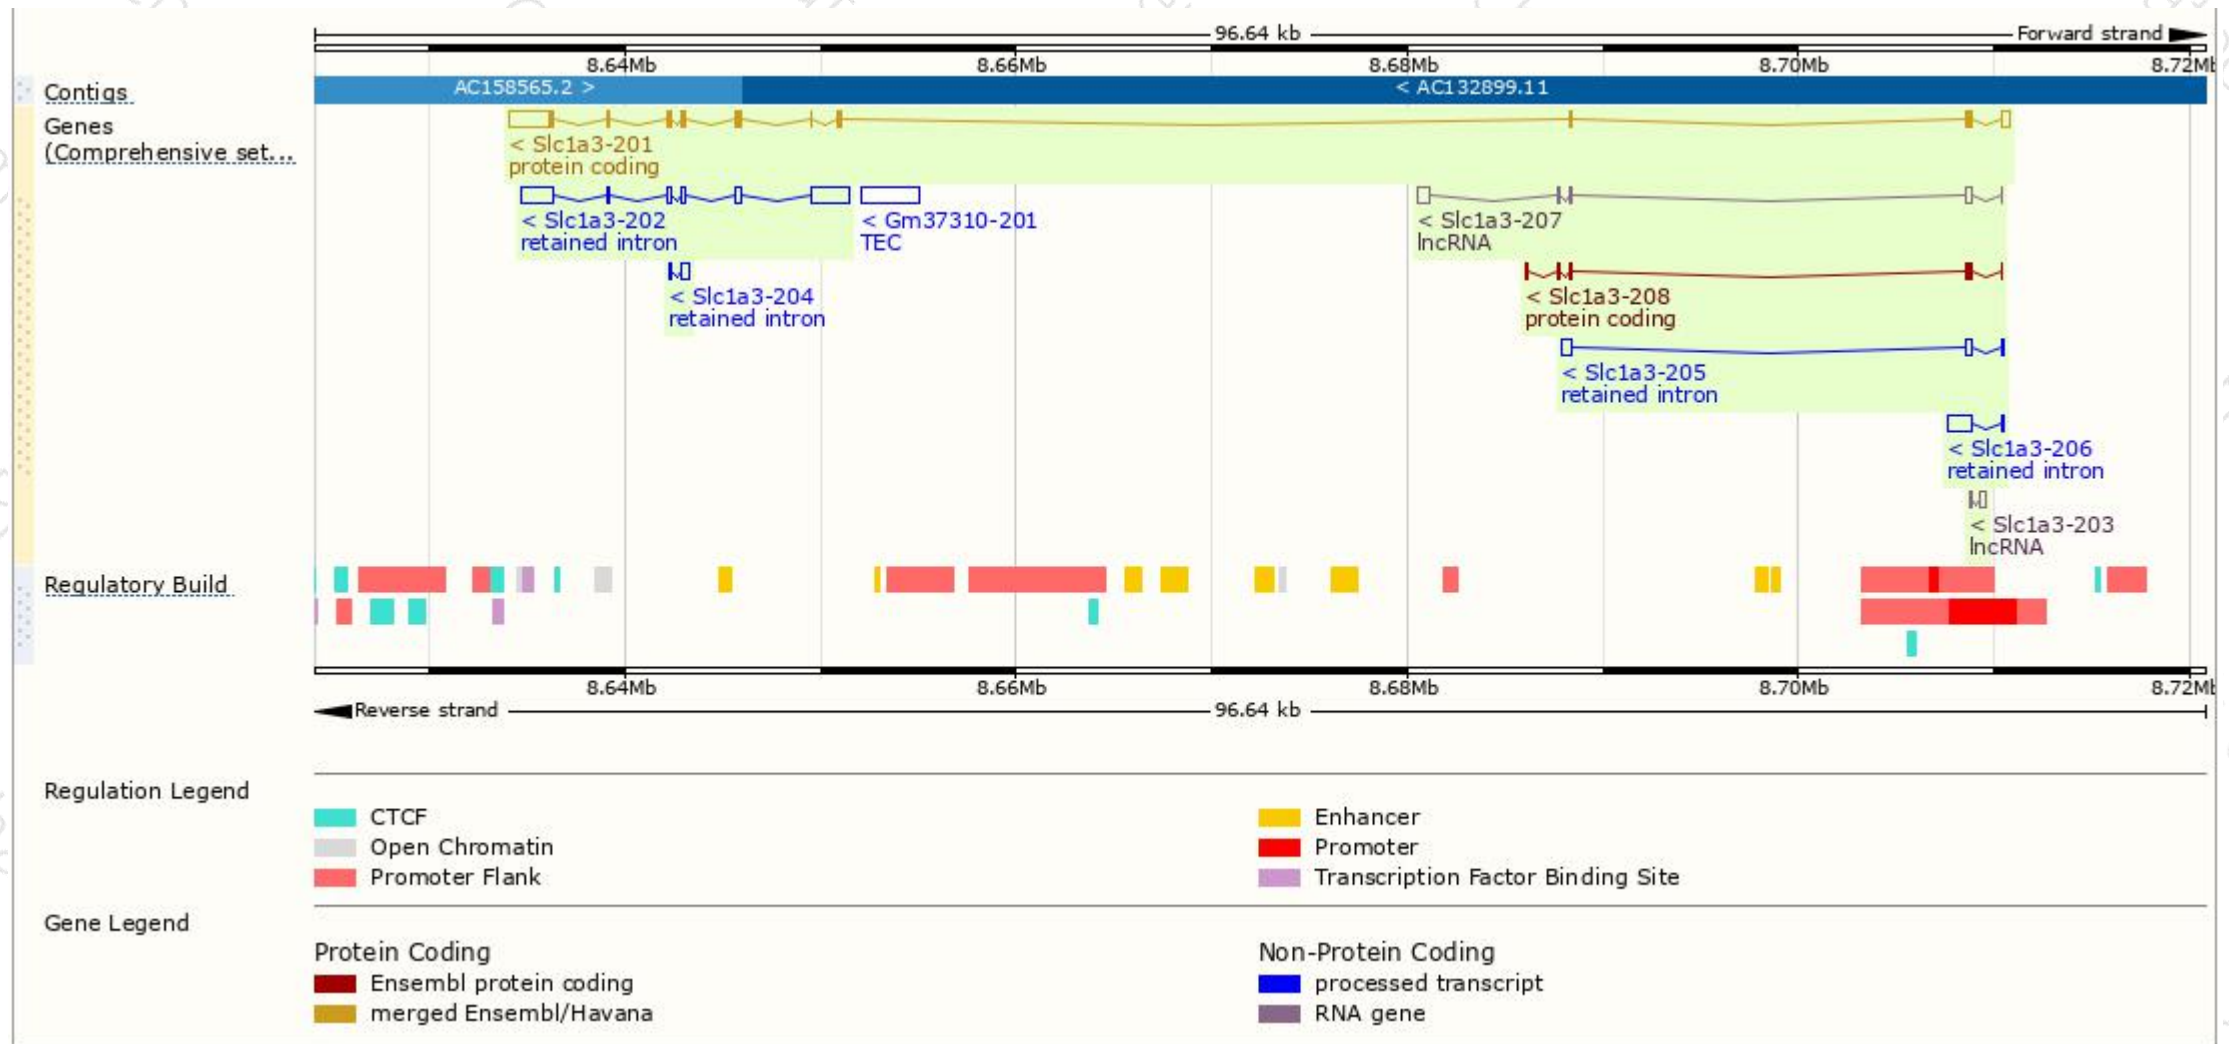 96.64 kb Forward strand
8.64Mb 8.66Mb 8.68Mb 8.70Mb 8.72Mb
Contigs AC158565.2 > < AC132899.11
Genes
(Comprehensive set...
< Slc1a3-201
protein coding
< Slc1a3-202 < Gm37310-201 < Slc1a3-207
retained intron TEC lncRNA
< Slc1a3-204 < Slc1a3-208
retained intron protein coding
< Slc1a3-205
retained intron
< Slc1a3-206
retained intron
< Slc1a3-203
lncRNA
Regulatory Build
8.64Mb 8.66Mb 8.68Mb 8.70Mb 8.72Mb
Reverse strand 96.64 kb
Regulation Legend
CTCF Enhancer
Open Chromatin Promoter
Promoter Flank Transcription Factor Binding Site
Gene Legend
Protein Coding Non-Protein Coding
Ensembl protein coding processed transcript
merged Ensembl/Havana RNA gene